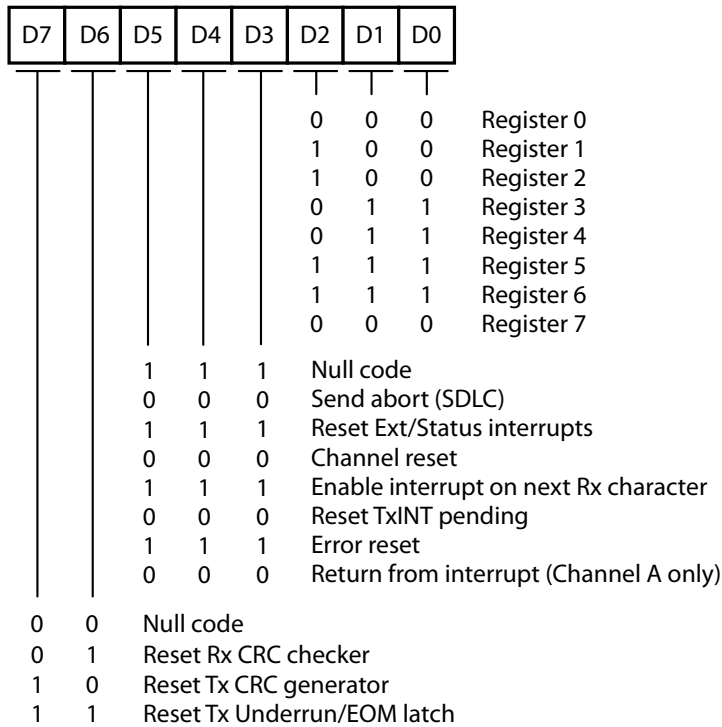 D7 D6 D5 D4 D3 D2 D1 D0
0 0 0 Register 0
1 0 0 Register 1
1 0 0 Register 2
0 1 1 Register 3
0 1 1 Register 4
1 1 1 Register 5
1 1 1 Register 6
0 0 0 Register 7
1 1 1 Null code
0 0 0 Send abort (SDLC)
1 1 1 Reset Ext/Status interrupts
0 0 0 Channel reset
1 1 1 Enable interrupt on next Rx character
0 0 0 Reset TxINT pending
1 1 1 Error reset
0 0 0 Return from interrupt (Channel A only)
0 0 Null code
0 1 Reset Rx CRC checker
1 0 Reset Tx CRC generator
1 1 Reset Tx Underrun/EOM latch